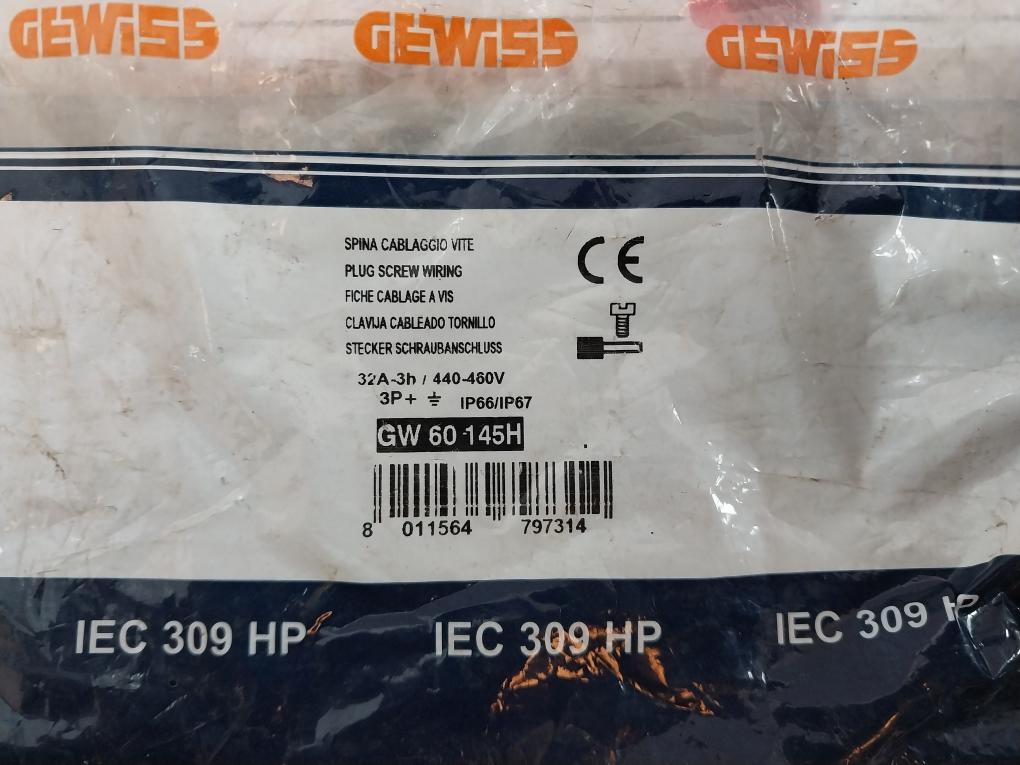 GEWISS GEWISS GEWISS
SPINA CABLAGGIO VITE
PLUG SCREW WIRING
FICHE CABLAGE A VIS
CLAVIJA CABLEADO TORNILLO
STECKER SCHRAUBANSCHLUSS
CE
32A-3h / 440-460V
3P+ ⏚ IP66/IP67
GW 60 145H
8 011564 797314
IEC 309 HP IEC 309 HP IEC 309